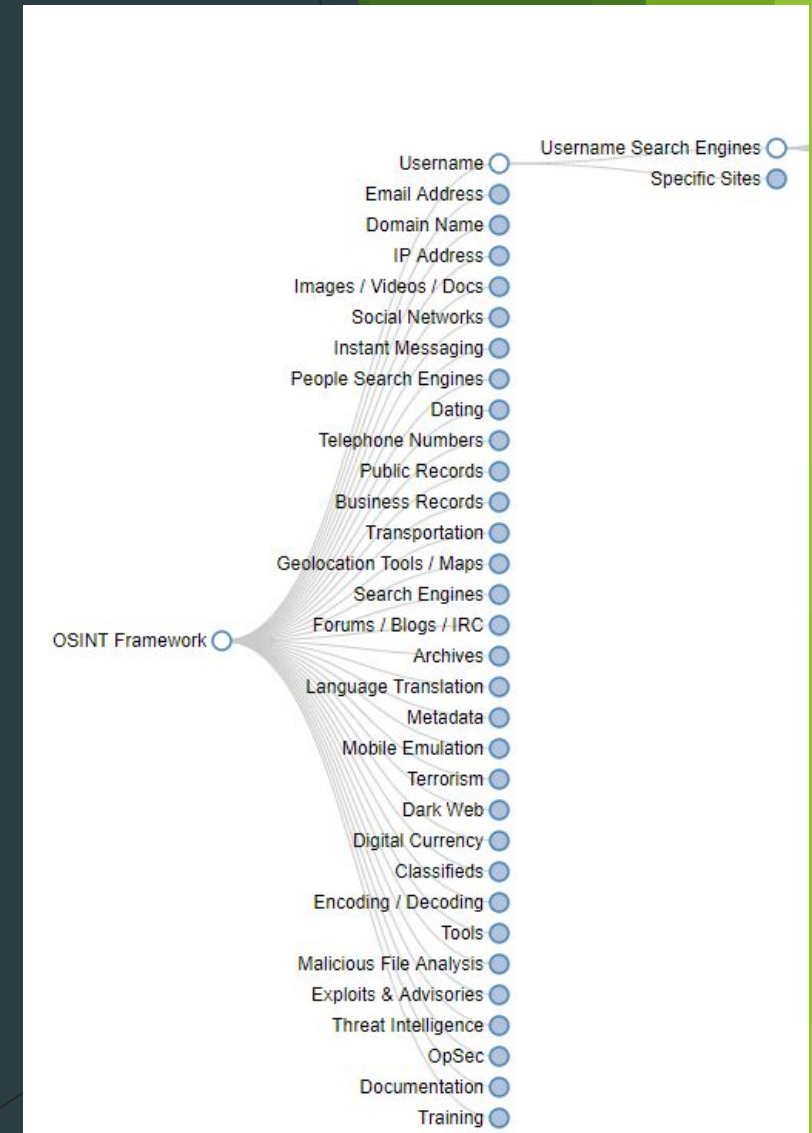 Username Search Engines
Username
Specific Sites
Email Address
Domain Name
IP Address
Images / Videos / Docs
Social Networks
Instant Messaging
People Search Engines
Dating
Telephone Numbers
Public Records
Business Records
Transportation
Geolocation Tools / Maps
Search Engines
Forums / Blogs / IRC
OSINT Framework
Archives
Language Translation
Metadata
Mobile Emulation
Terrorism
Dark Web
Digital Currency
Classifieds
Encoding / Decoding
Tools
Malicious File Analysis
Exploits & Advisories
Threat Intelligence
OpSec
Documentation
Training